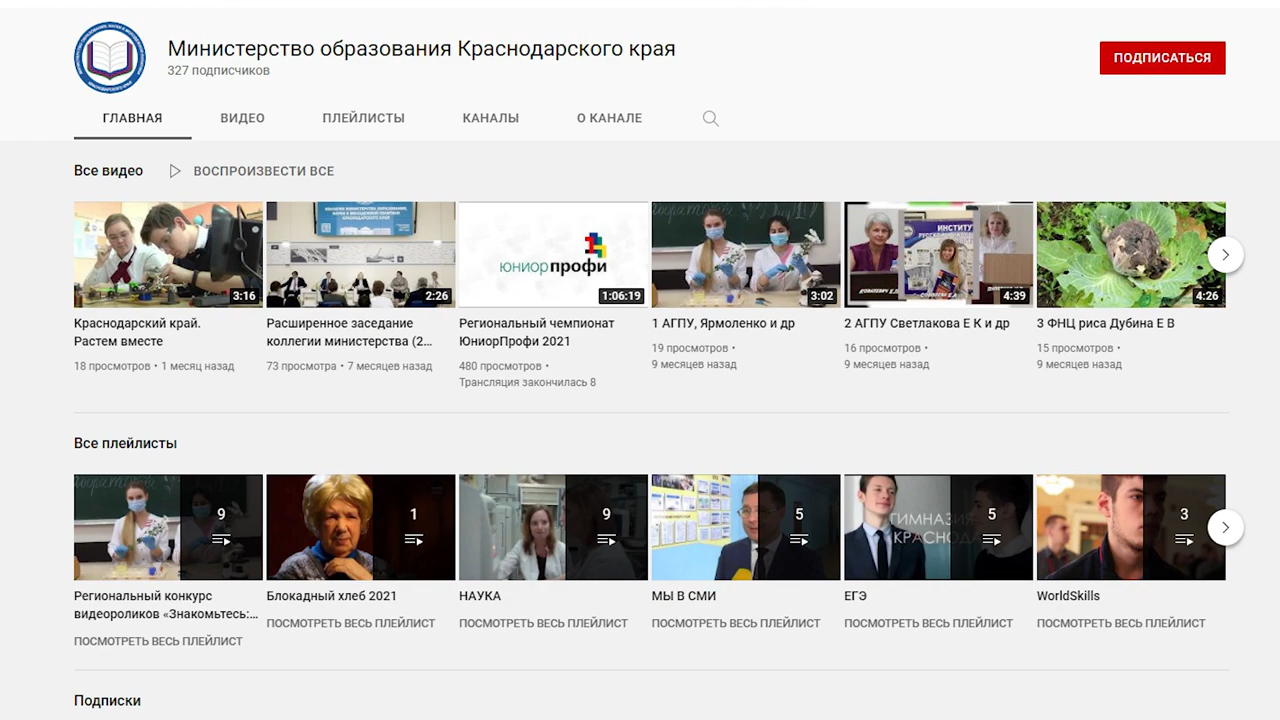 Министерство образования Краснодарского края
327 подписчиков
ПОДПИСАТЬСЯ
ГЛАВНАЯ ВИДЕО ПЛЕЙЛИСТЫ КАНАЛЫ О КАНАЛЕ
Все видео ВОСПРОИЗВЕСТИ ВСЕ
КРАСНОДАРСКОГО КРАЯ
юниорпрофи
ИНСТИТУ
3:16 2:26 1:06:19 3:02 4:39 4:26
Краснодарский край.
Растем вместе
18 просмотров • 1 месяц назад
Расширенное заседание
коллегии министерства (2...
73 просмотра • 7 месяцев назад
Региональный чемпионат
ЮниорПрофи 2021
480 просмотров •
Трансляция закончилась 8
1 АГПУ, Ярмоленко и др
19 просмотров •
9 месяцев назад
2 АГПУ Светлакова Е К и др
16 просмотров •
9 месяцев назад
3 ФНЦ риса Дубина Е В
15 просмотров •
9 месяцев назад
Все плейлисты
9 1 9 5 5 3
ГИМНАЗИ
КРАСНОДА
Региональный конкурс
видеороликов «Знакомьтесь:...
ПОСМОТРЕТЬ ВЕСЬ ПЛЕЙЛИСТ
Блокадный хлеб 2021
ПОСМОТРЕТЬ ВЕСЬ ПЛЕЙЛИСТ
НАУКА
ПОСМОТРЕТЬ ВЕСЬ ПЛЕЙЛИСТ
МЫ В СМИ
ПОСМОТРЕТЬ ВЕСЬ ПЛЕЙЛИСТ
ЕГЭ
ПОСМОТРЕТЬ ВЕСЬ ПЛЕЙЛИСТ
WorldSkills
ПОСМОТРЕТЬ ВЕСЬ ПЛЕЙЛИСТ
Подписки